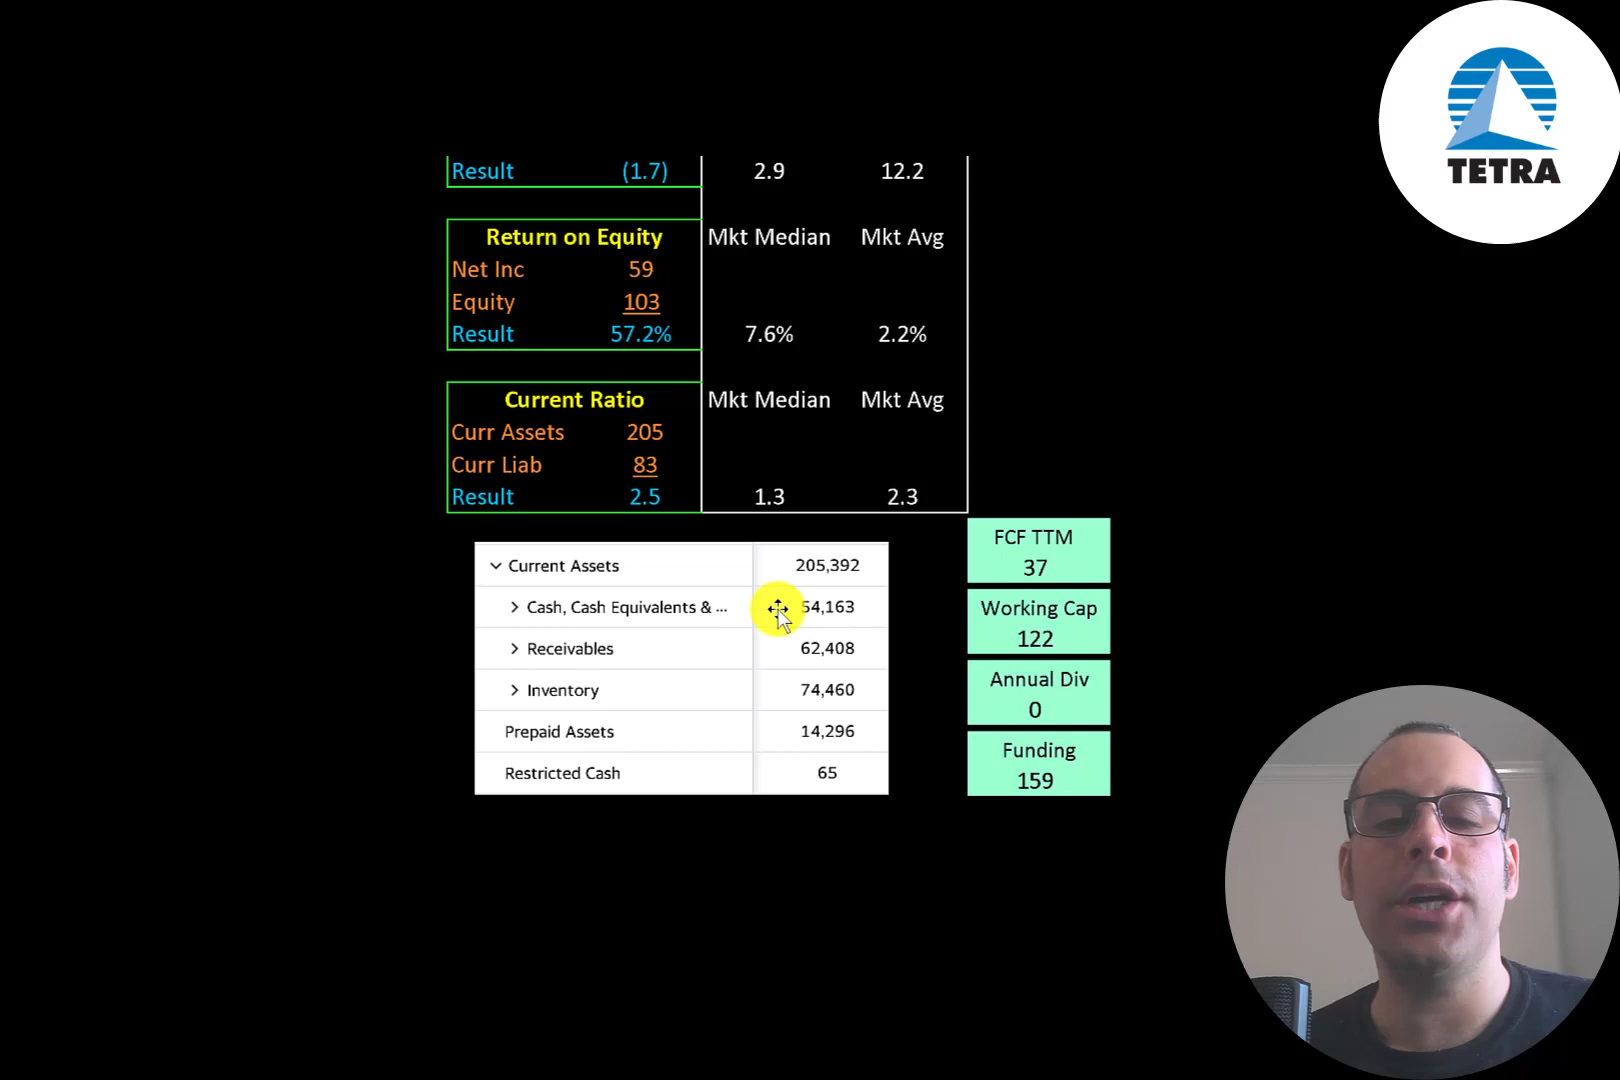 TETRA
Result (1.7) 2.9 12.2
Return on Equity Mkt Median Mkt Avg
Net Inc 59
Equity 103
Result 57.2% 7.6% 2.2%
Current Ratio Mkt Median Mkt Avg
Curr Assets 205
Curr Liab 83
Result 2.5 1.3 2.3
Current Assets 205,392
Cash, Cash Equivalents & ... 54,163
Receivables 62,408
Inventory 74,460
Prepaid Assets 14,296
Restricted Cash 65
FCF TTM
37
Working Cap
122
Annual Div
0
Funding
159